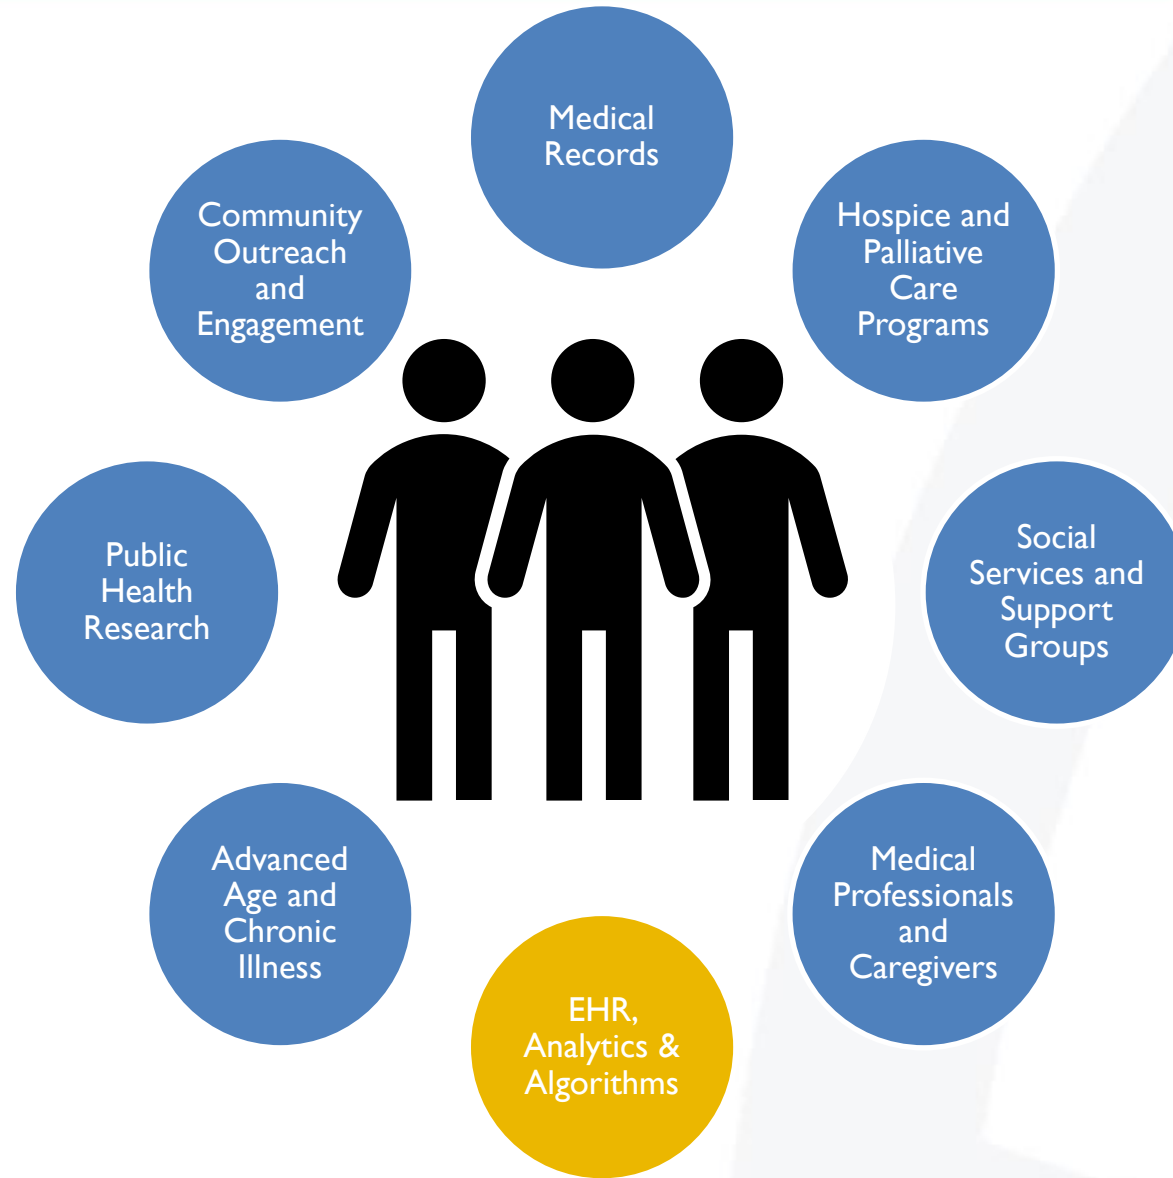 Medical
Records
Hospice and
Palliative
Care
Programs
Social
Services and
Support
Groups
Medical
Professionals
and
Caregivers
EHR,
Analytics &
Algorithms
Advanced
Age and
Chronic
Illness
Public
Health
Research
Community
Outreach
and
Engagement